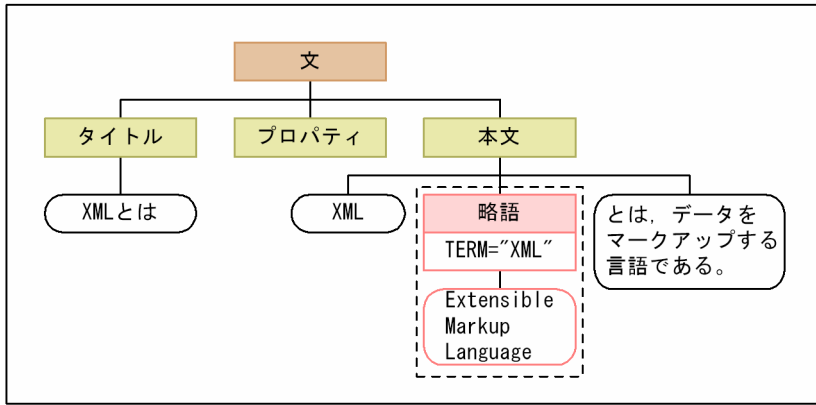 文
タイトル
プロパティ
本文
XMLとは
XML
略語
TERM="XML"
Extensible
Markup
Language
とは，データを
マークアップする
言語である。